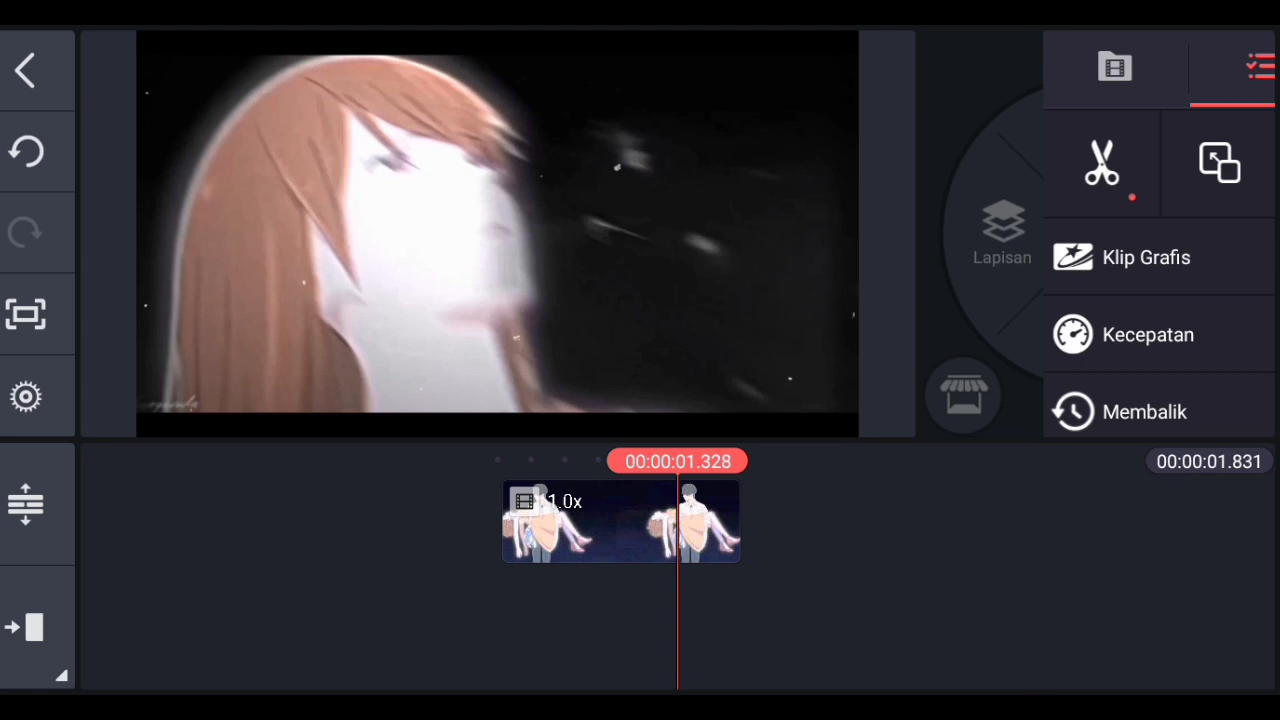 Lapisan
Klip Grafis
Kecepatan
Membalik
00:00:01.328
00:00:01.831
1.0x